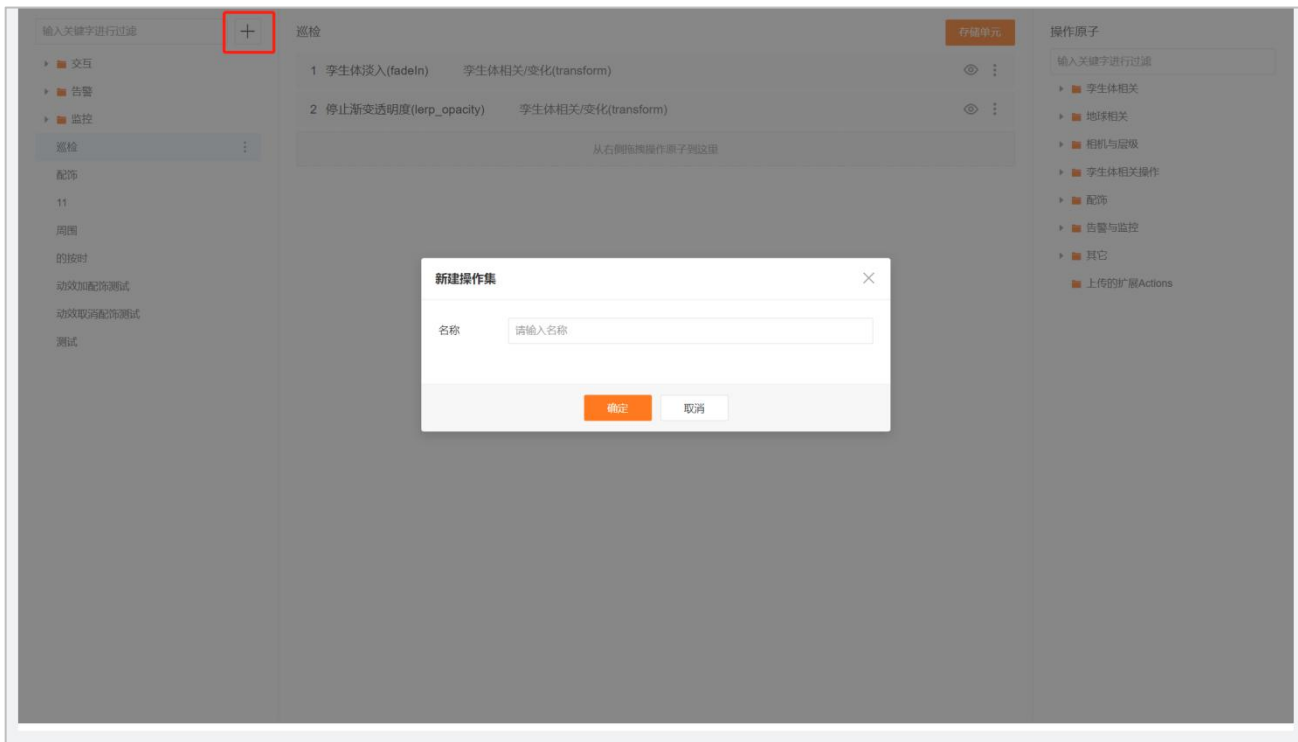 输入关键字进行过滤
交互
告警
监控
巡检
配饰
11
周围
的按时
动效加配饰测试
动效取消配饰测试
测试
巡检
存储单元
1 孪生体淡入(fadeIn) 孪生体相关/变化(transform)
2 停止渐变透明度(lerp_opacity) 孪生体相关/变化(transform)
从右侧拖拽操作原子到这里
新建操作集
名称 请输入名称
确定 取消
操作原子
输入关键字进行过滤
孪生体相关
地球相关
相机与层级
孪生体相关操作
配饰
告警与监控
其它
上传的扩展Actions